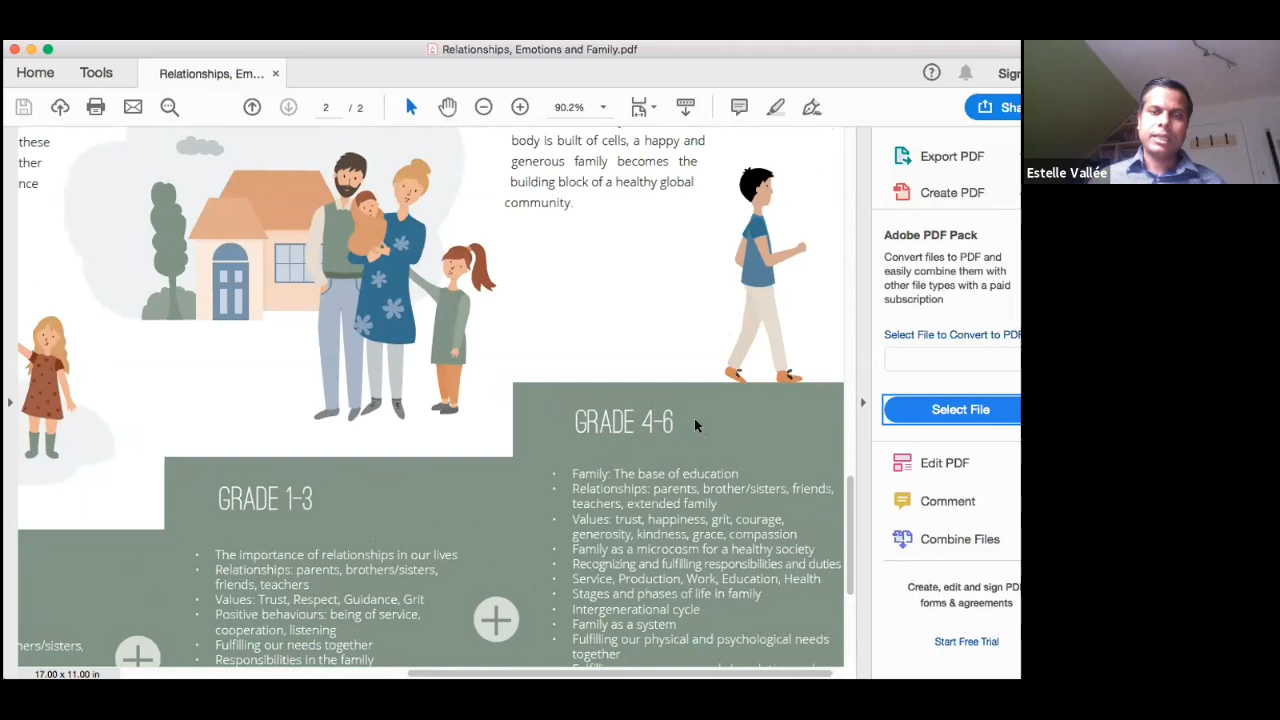 Relationships, Emotions and Family.pdf
Home
Tools
Relationships, Em...
Sign
2
/ 2
90.2%
Sha
these
ther
nce
body is built of cells, a happy and
generous family becomes the
building block of a healthy global
community.
GRADE 4-6
• Family: The base of education
• Relationships: parents, brother/sisters, friends,
teachers, extended family
• Values: trust, happiness, grit, courage,
generosity, kindness, grace, compassion
• Family as a microcosm for a healthy society
• Recognizing and fulfilling responsibilities and duties
• Service, Production, Work, Education, Health
• Stages and phases of life in family
• Intergenerational cycle
• Family as a system
• Fulfilling our physical and psychological needs
together
GRADE 1-3
• The importance of relationships in our lives
• Relationships: parents, brothers/sisters,
friends, teachers
• Values: Trust, Respect, Guidance, Grit
• Positive behaviours: being of service,
cooperation, listening
• Fulfilling our needs together
• Responsibilities in the family
hers/sisters,
17.00 x 11.00 in
Export PDF
Create PDF
Adobe PDF Pack
Convert files to PDF and
easily combine them with
other file types with a paid
subscription
Select File to Convert to PDF
Select File
Edit PDF
Comment
Combine Files
Create, edit and sign PD
forms & agreements
Start Free Trial
Estelle Vallée